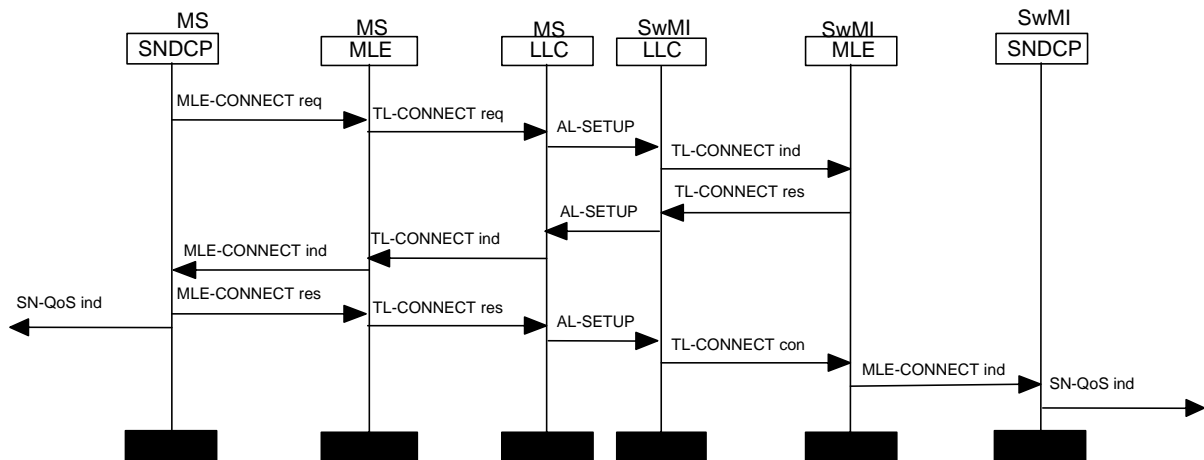 MS
MS
MS
SwMI
SwMI
SwMI
SNDCP
MLE
LLC
LLC
MLE
SNDCP
MLE-CONNECT req
TL-CONNECT req
AL-SETUP
TL-CONNECT ind
TL-CONNECT res
AL-SETUP
TL-CONNECT ind
MLE-CONNECT ind
MLE-CONNECT res
SN-QoS ind
TL-CONNECT res
AL-SETUP
TL-CONNECT con
MLE-CONNECT ind
SN-QoS ind